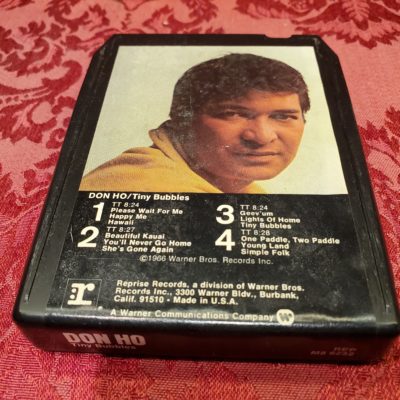 DON HO/Tiny Bubbles
1
TT 8:24
Please Wait For Me
Happy Me
Hawaii
2
TT 8:27
Beautiful Kauai
You'll Never Go Home
She's Gone Again
3
TT 8:24
Geev'um
Lights Of Home
Tiny Bubbles
4
TT 8:28
One Paddle, Two Paddle
Young Land
Simple Folk
©1966 Warner Bros. Records Inc.
r
Reprise Records, a division of Warner Bros.
Records Inc., 3300 Warner Bldv., Burbank,
Calif. 91510 - Made in U.S.A.
A Warner Communications Company
DON HO
Tiny Bubbles